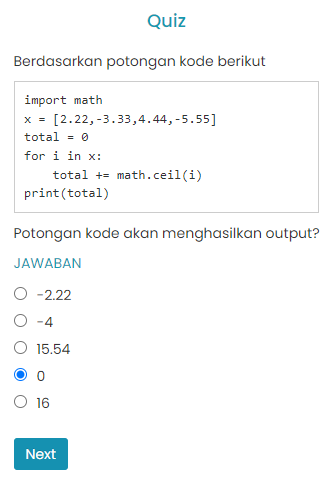 Quiz
Berdasarkan potongan kode berikut
import math
x = [2.22,-3.33,4.44,-5.55]
total = 0
for i in x:
    total += math.ceil(i)
print(total)
Potongan kode akan menghasilkan output?
JAWABAN
-2.22
-4
15.54
0
16
Next